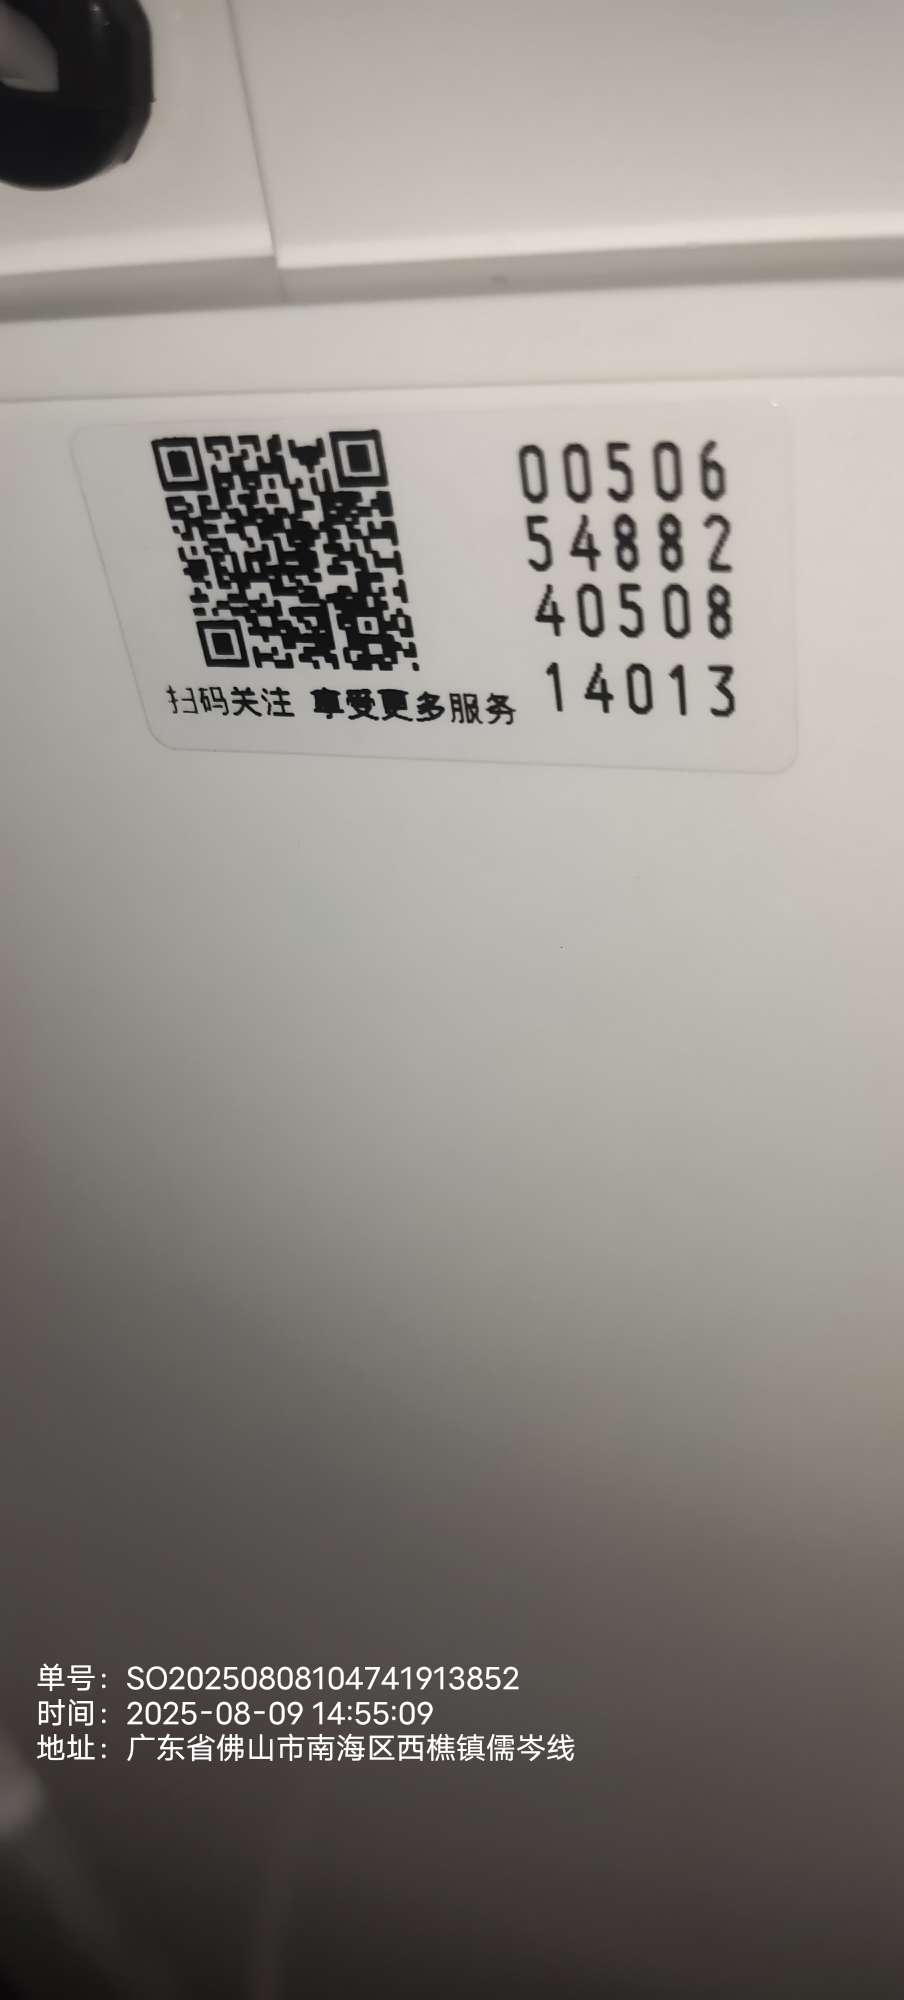 00506
54882
40508
14013
扫码关注 享受更多服务
单号：SO20250808104741913852
时间：2025-08-09 14:55:09
地址：广东省佛山市南海区西樵镇儒岑线